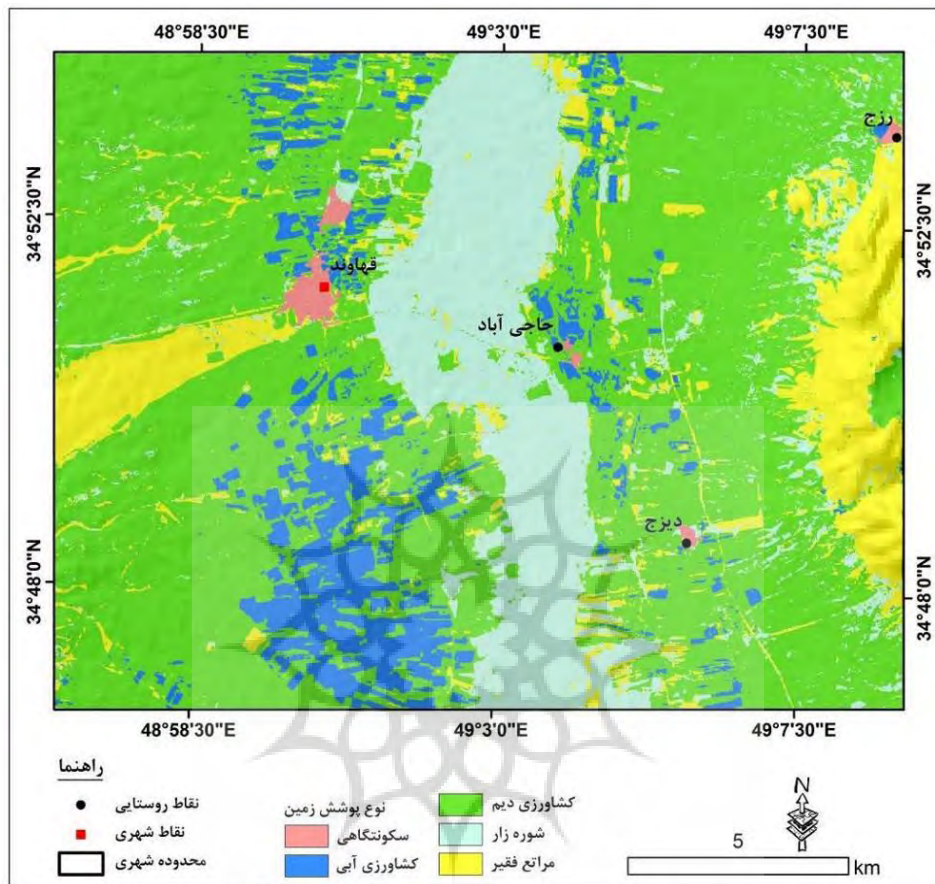 48°58'30"E 49°3'0"E 49°7'30"E
رزج
34°52'30"N 34°52'30"N
قهاوند
حاجی آباد
دیزج
34°48'0"N 34°48'0"N
48°58'30"E 49°3'0"E 49°7'30"E
راهنما
نقاط روستایی
نقاط شهری
محدوده شهری
نوع پوشش زمین
سکونتگاهی
کشاورزی آبی
کشاورزی دیم
شوره زار
مراتع فقیر
N
5
km